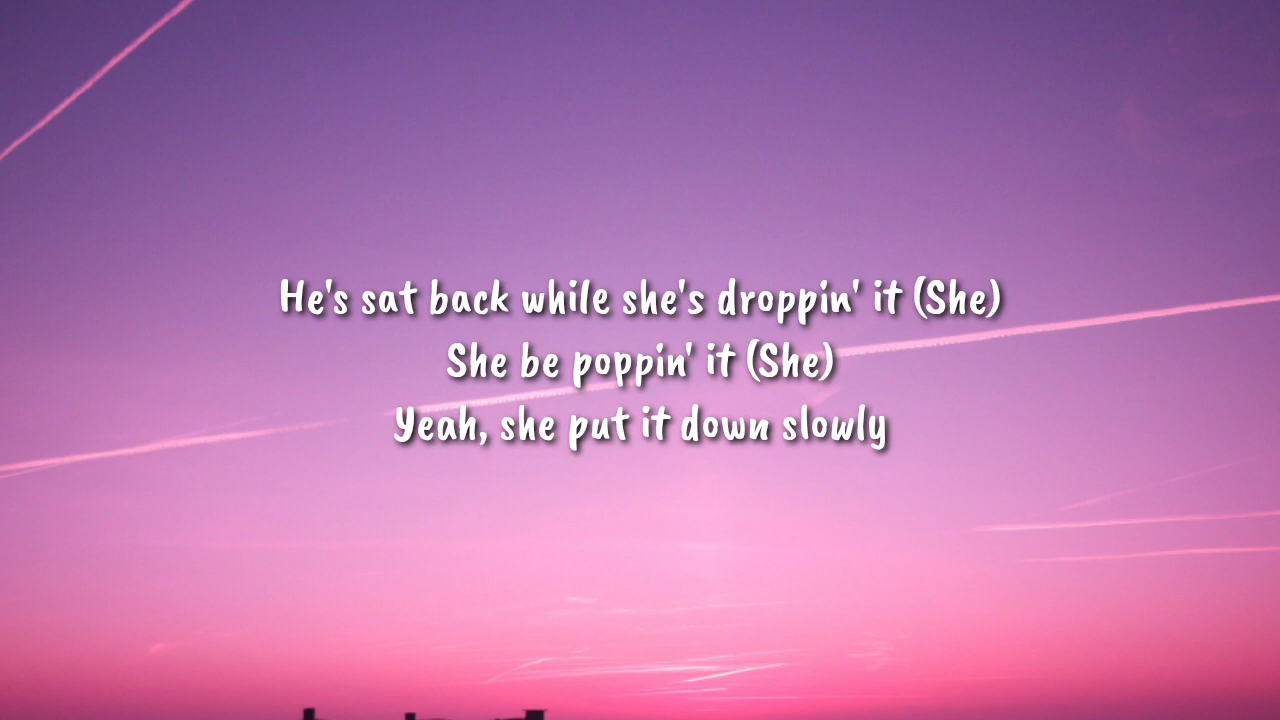 He's sat back while she's droppin' it (She)
She be poppin' it (She)
Yeah, she put it down slowly